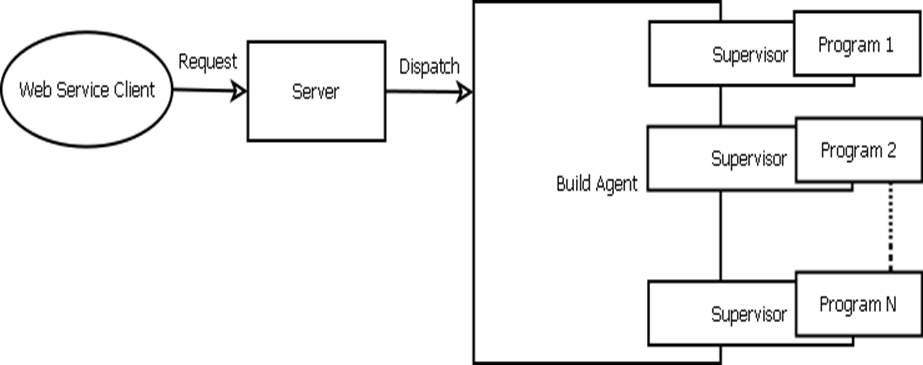 Web Service Client
Request
Server
Dispatch
Build Agent
Supervisor
Program 1
Supervisor
Program 2
Supervisor
Program N